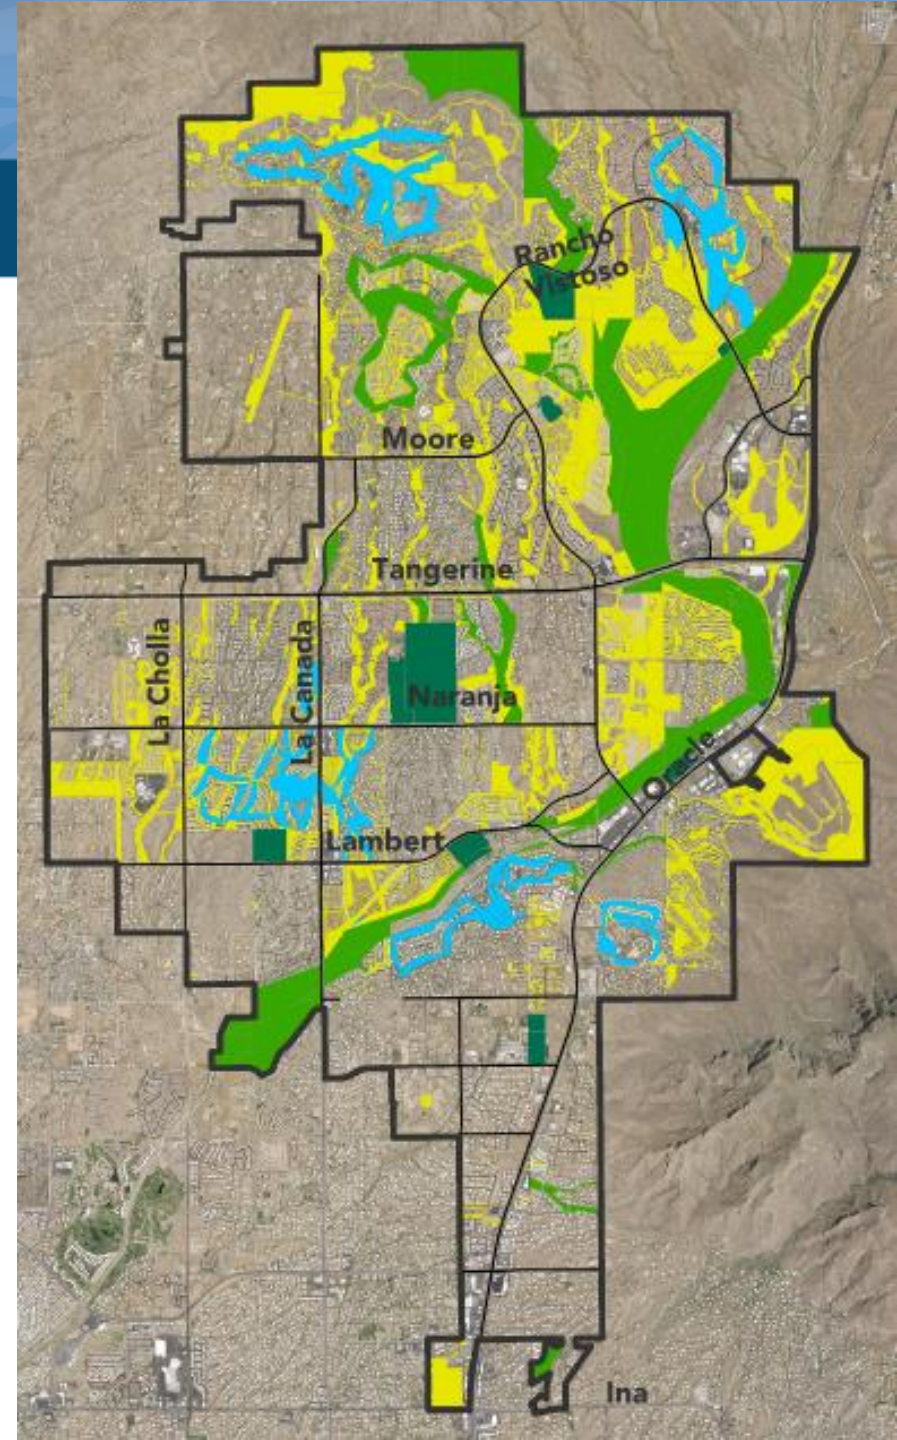 Rancho
Vistoso
Moore
Tangerine
La Cholla
La Canada
Naranja
Oracle
Lambert
Ina